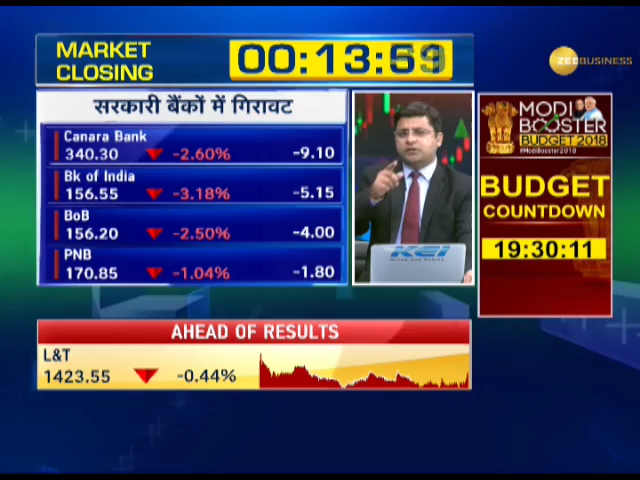 MARKET
CLOSING
00:13:59
ZEE BUSINESS
सरकारी बैंकों में गिरावट
Canara Bank
340.30 -2.60% -9.10
Bk of India
156.55 -3.18% -5.15
BoB
156.20 -2.50% -4.00
PNB
170.85 -1.04% -1.80
KEI
Wires and Cables
MODI
BOOSTER
BUDGET 2018
#ModiBooster2018
BUDGET
COUNTDOWN
19:30:11
AHEAD OF RESULTS
L&T
1423.55 -0.44%